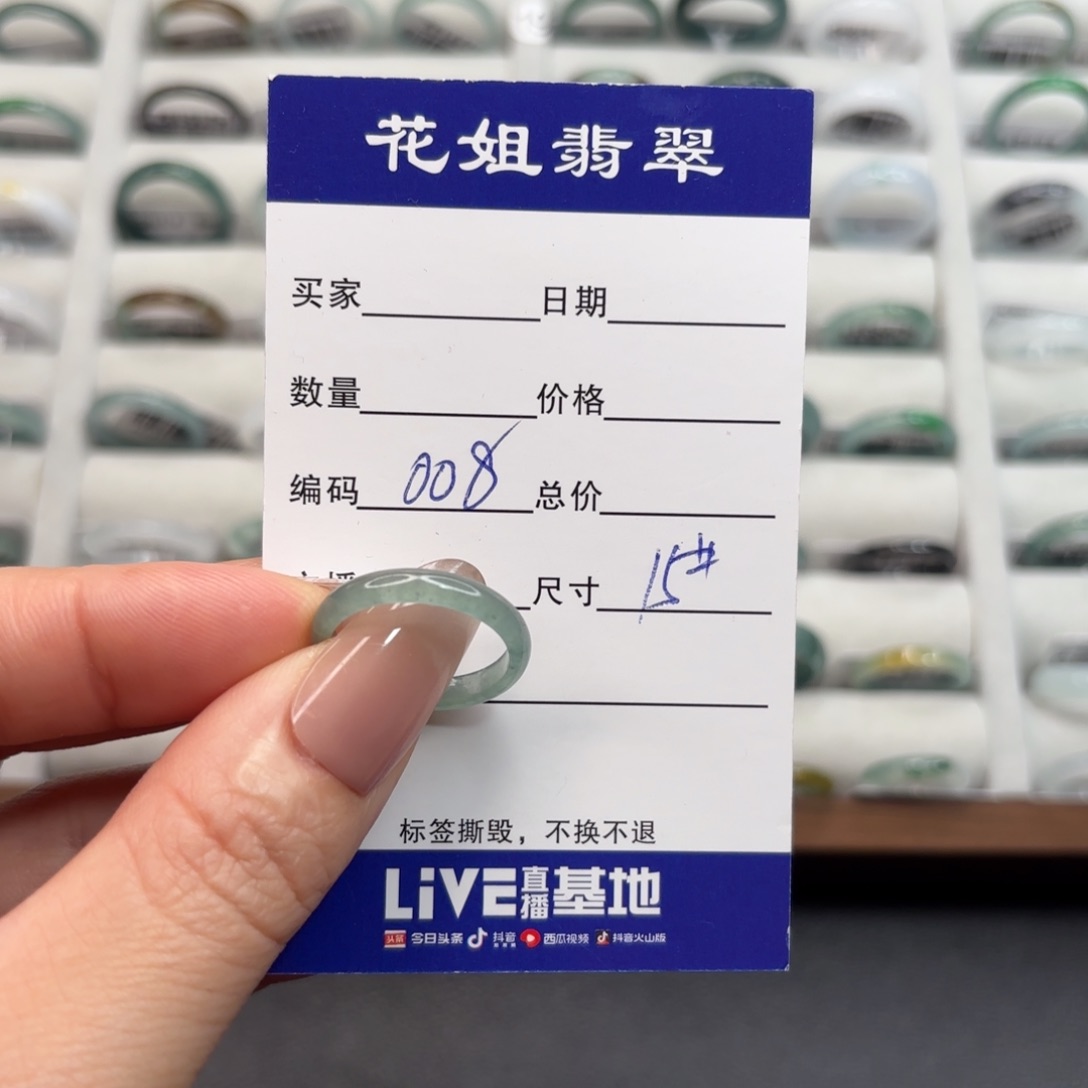 花姐翡翠
买家 日期
数量 价格
编码 008 总价
尺寸 15#
标签撕毁，不换不退
LiVE直播基地
头条 今日头条 抖音 西瓜视频 抖音火山版